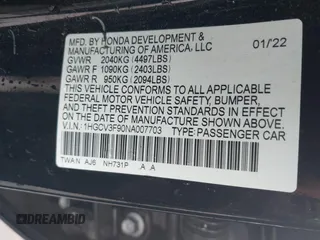 MFD. BY HONDA DEVELOPMENT &
MANUFACTURING OF AMERICA, LLC
01/22
GVWR 2040KG (4497LBS)
GAWR F 1090KG (2403LBS)
GAWR R 950KG (2094LBS)
THIS VEHICLE CONFORMS TO ALL APPLICABLE
FEDERAL MOTOR VEHICLE SAFETY, BUMPER,
AND THEFT PREVENTION STANDARDS IN EFFECT
ON THE DATE OF MANUFACTURE SHOWN ABOVE.
V.I.N.: 1HGCV3F90NA007703 TYPE:PASSENGER CAR
TWAN AJ6 NH731P A A
DREAMBID